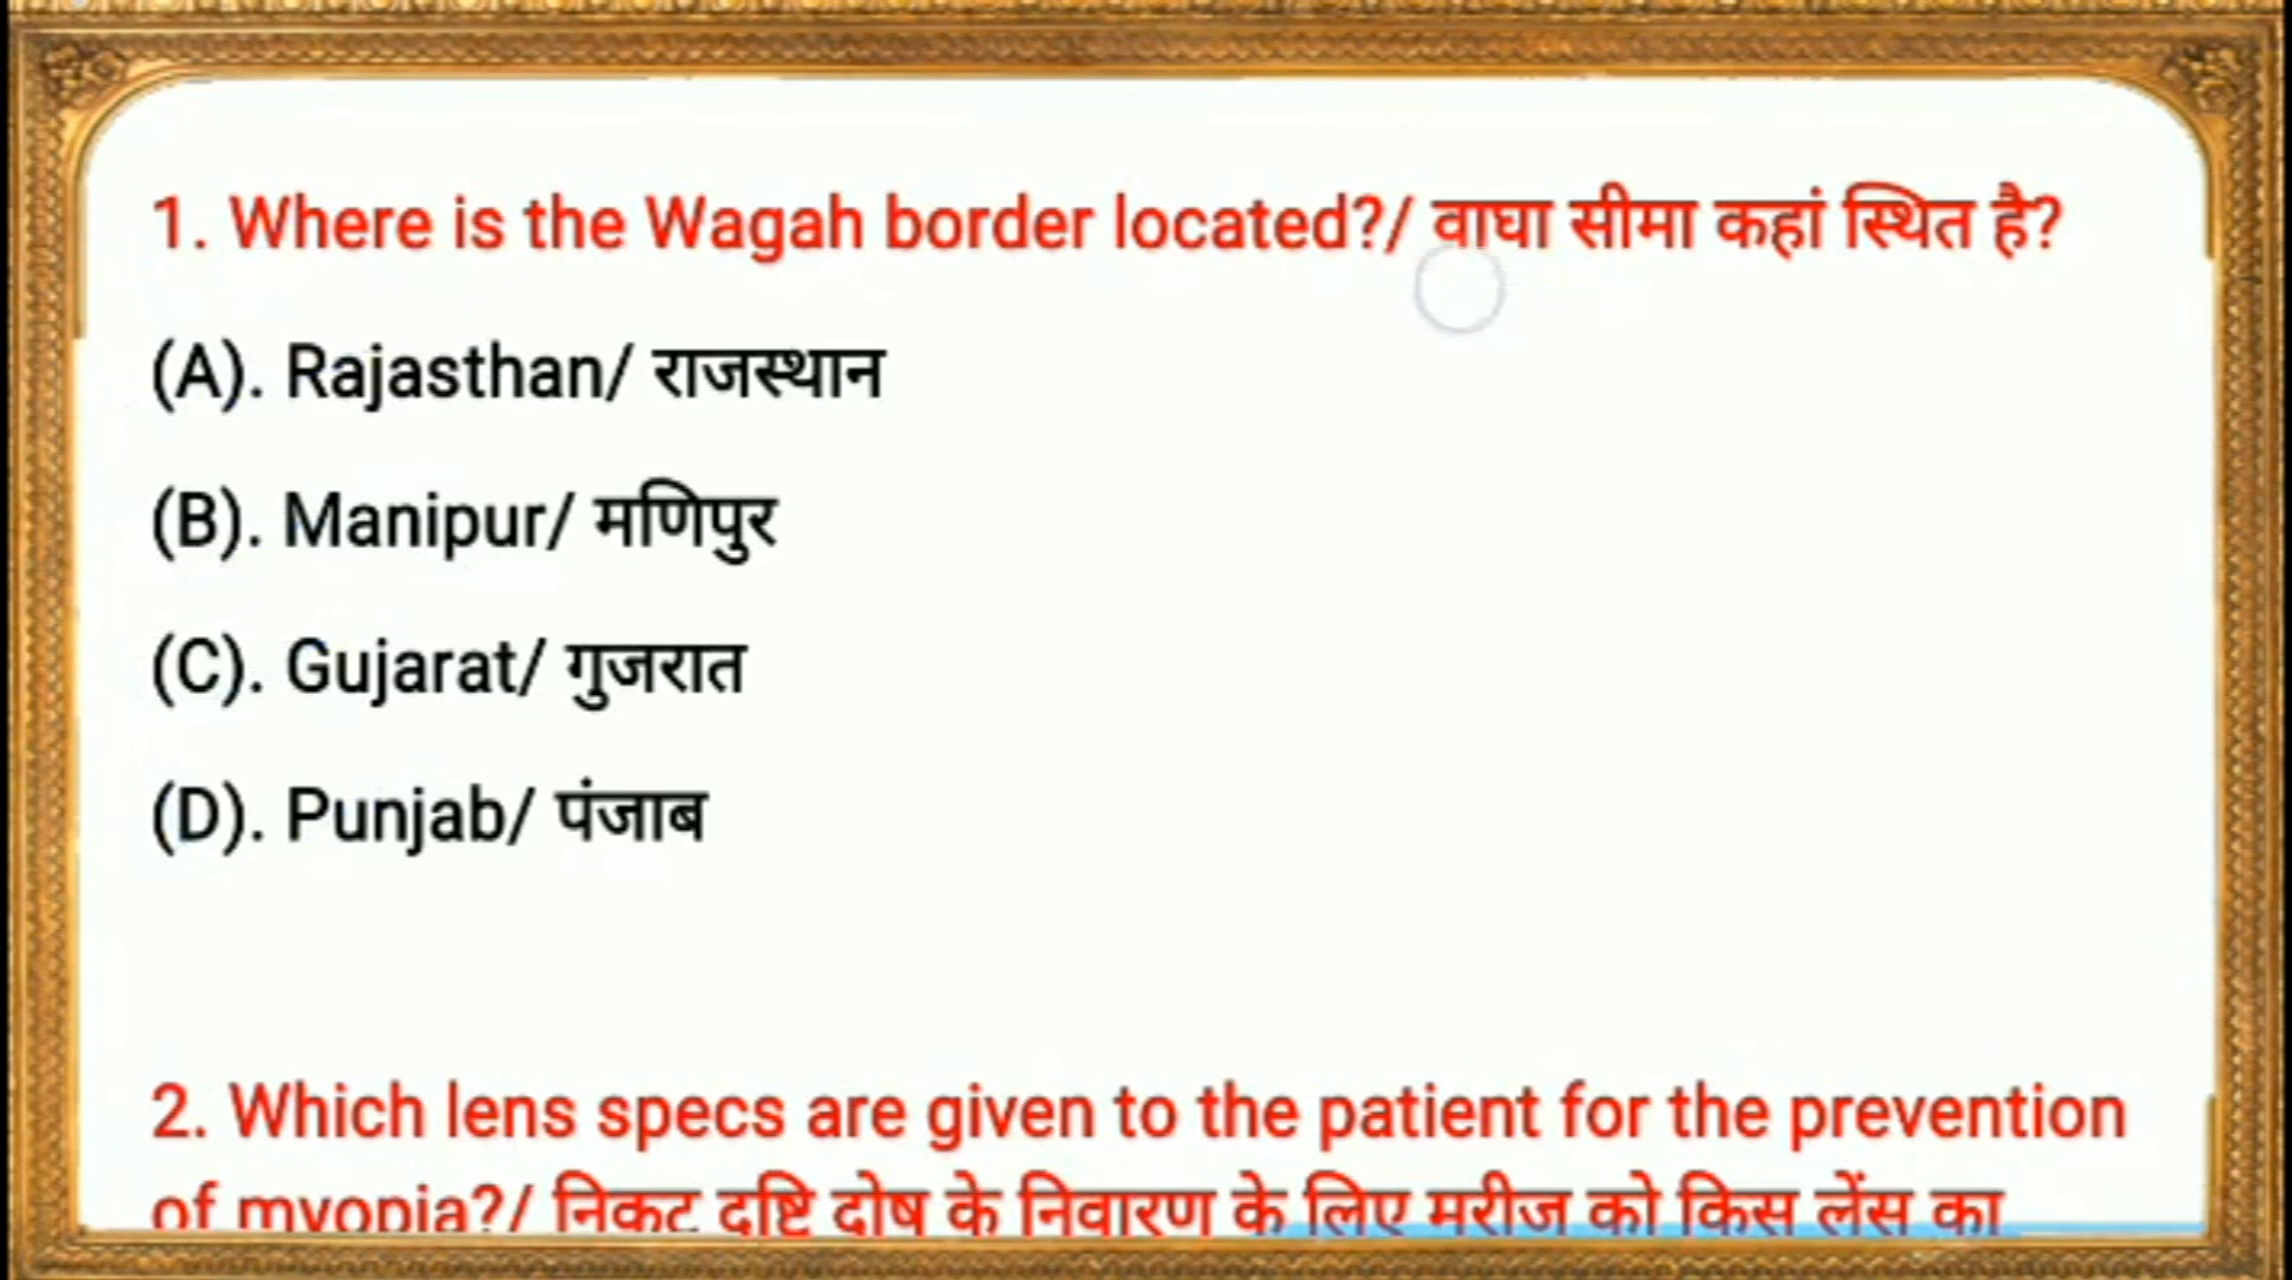 1. Where is the Wagah border located?/ वाघा सीमा कहां स्थित है?
(A). Rajasthan/ राजस्थान
(B). Manipur/ मणिपुर
(C). Gujarat/ गुजरात
(D). Punjab/ पंजाब
2. Which lens specs are given to the patient for the prevention
of myopia?/ निकट दृष्टि दोष के निवारण के लिए मरीज को किस लेंस का